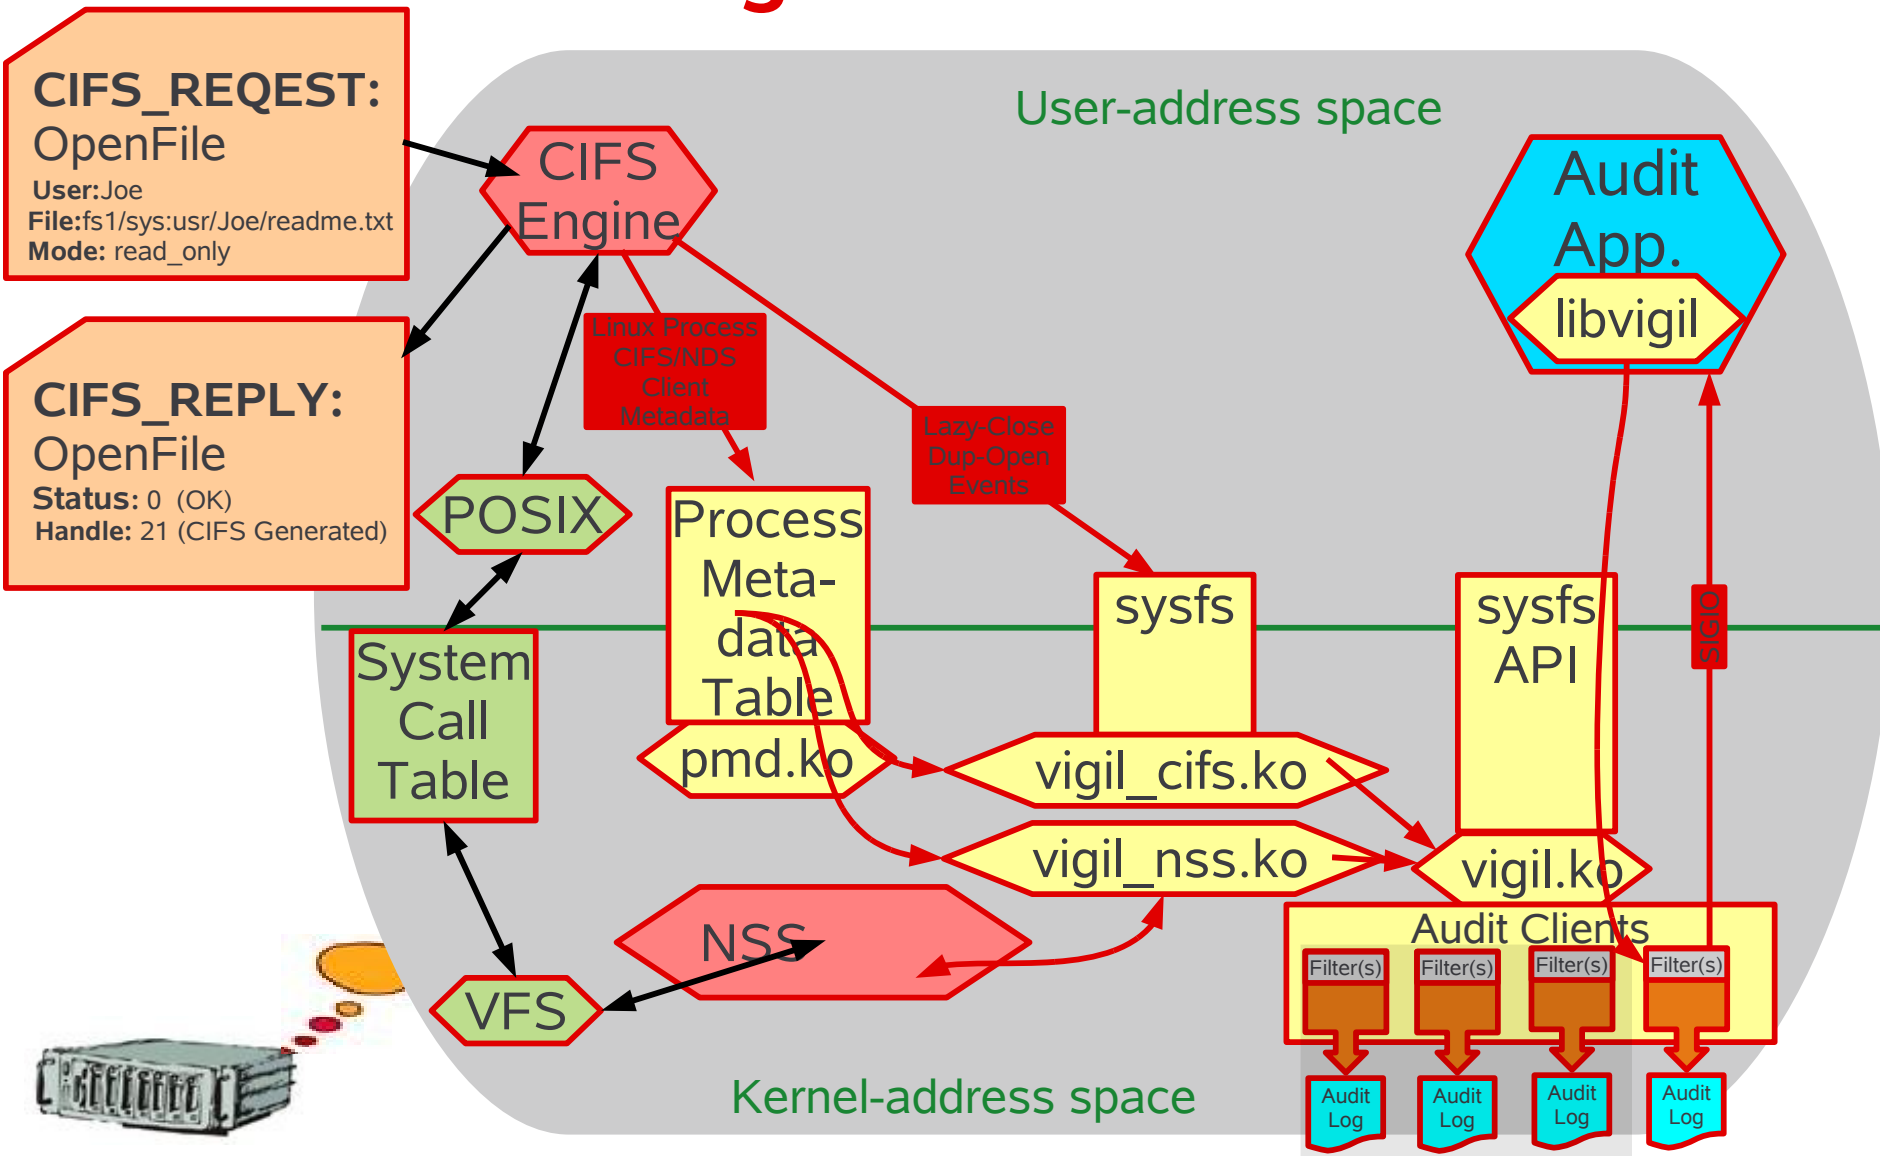 g
CIFS_REQEST:
OpenFile
User:Joe
File:fs1/sys:usr/Joe/readme.txt
Mode: read_only
CIFS_REPLY:
OpenFile
Status: 0 (OK)
Handle: 21 (CIFS Generated)
User-address space
CIFS
Engine
Audit
App.
libvigil
Linux Process
CIFS/NDS
Client
Metadata
Lazy-Close
Dup-Open
Events
POSIX
Process
Meta-
data
Table
pmd.ko
sysfs
sysfs
API
SIGIO
System
Call
Table
vigil_cifs.ko
vigil_nss.ko
vigil.ko
NSS
VFS
Audit Clients
Filter(s)
Filter(s)
Filter(s)
Filter(s)
Audit
Log
Audit
Log
Audit
Log
Audit
Log
Kernel-address space